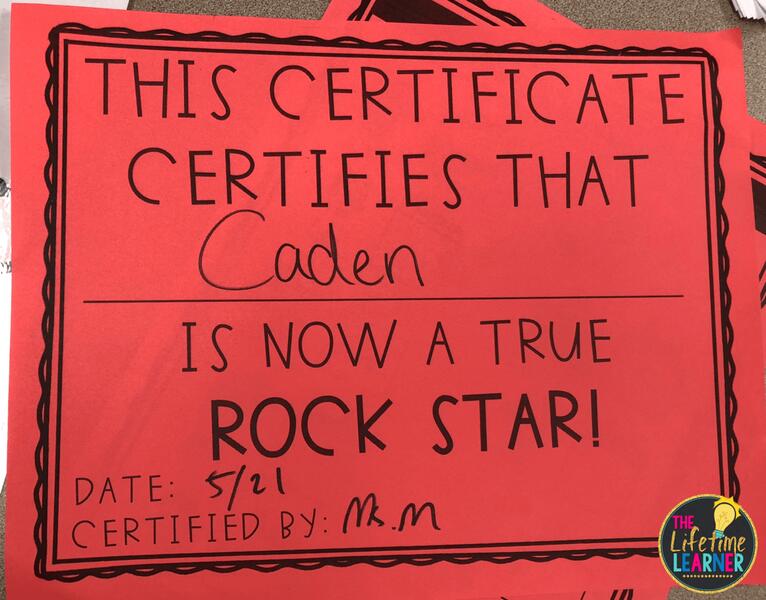 THIS CERTIFICATE
CERTIFIES THAT
Caden
IS NOW A TRUE
ROCK STAR!
DATE: 5/21
CERTIFIED BY: Ms. M
THE
Lifetime
LEARNER